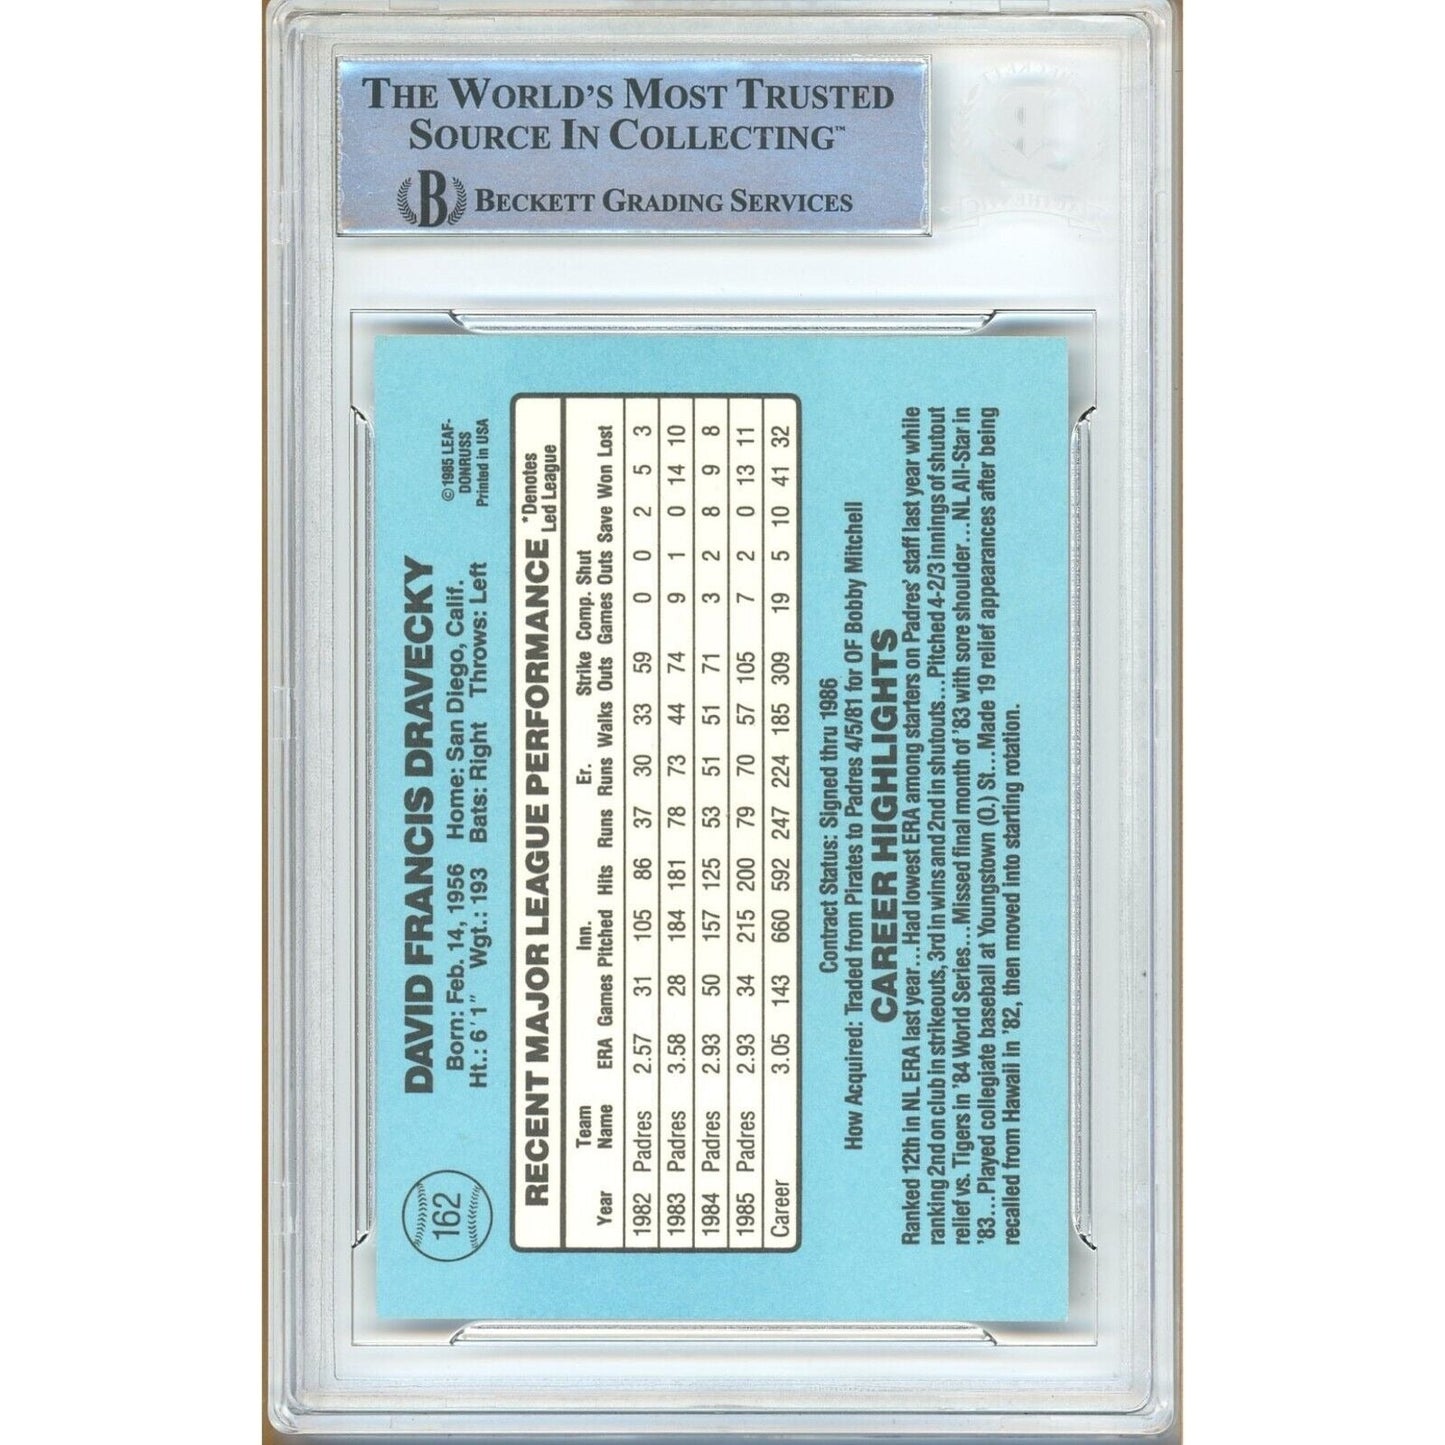 THE WORLD'S MOST TRUSTED
SOURCE IN COLLECTING™
B BECKETT GRADING SERVICES
162
DAVID FRANCIS DRAVECKY
Born: Feb. 14, 1956 Home: San Diego, Calif.
Ht.: 6'1" Wgt.: 193 Bats: Right Throws: Left
©1985 LEAF-
DONRUSS
Printed in USA
RECENT MAJOR LEAGUE PERFORMANCE
*Denotes
Led League
Team Inn. Er. Strike Comp. Shut
Year Name ERA Games Pitched Hits Runs Runs Walks Outs Games Outs Save Won Lost
1982 Padres 2.57 31 105 86 37 30 33 59 0 0 2 5 3
1983 Padres 3.58 28 184 181 78 73 44 74 9 1 0 14 10
1984 Padres 2.93 50 157 125 53 51 51 71 3 2 8 9 8
1985 Padres 2.93 34 215 200 79 70 57 105 7 2 0 13 11
Career 3.05 143 660 592 247 224 185 309 19 5 10 41 32
Contract Status: Signed thru 1986
How Acquired: Traded from Pirates to Padres 4/5/81 for OF Bobby Mitchell
CAREER HIGHLIGHTS
Ranked 12th in NL ERA last year...Had lowest ERA among starters on Padres' staff last year while
ranking 2nd on club in strikeouts, 3rd in wins and 2nd in shutouts...Pitched 4-2/3 innings of shutout
relief vs. Tigers in '84 World Series...Missed final month of '83 with sore shoulder...NL All-Star in
'83...Played collegiate baseball at Youngstown (O.) St...Made 19 relief appearances after being
recalled from Hawaii in '82, then moved into starting rotation.